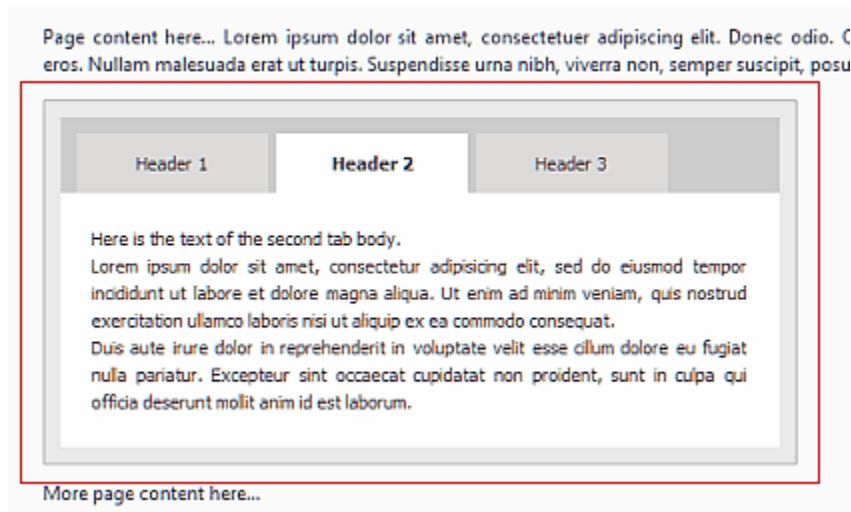 Page content here... Lorem ipsum dolor sit amet, consectetuer adipiscing elit. Donec odio.
eros. Nullam malesuada erat ut turpis. Suspendisse urna nibh, viverra non, semper suscipit, posu
Header 1 Header 2 Header 3
Here is the text of the second tab body.
Lorem ipsum dolor sit amet, consectetur adipisicing elit, sed do eiusmod tempor
incididunt ut labore et dolore magna aliqua. Ut enim ad minim veniam, quis nostrud
exercitation ullamco laboris nisi ut aliquip ex ea commodo consequat.
Duis aute irure dolor in reprehenderit in voluptate velit esse cillum dolore eu fugiat
nulla pariatur. Excepteur sint occaecat cupidatat non proident, sunt in culpa qui
officia deserunt mollit anim id est laborum.
More page content here...